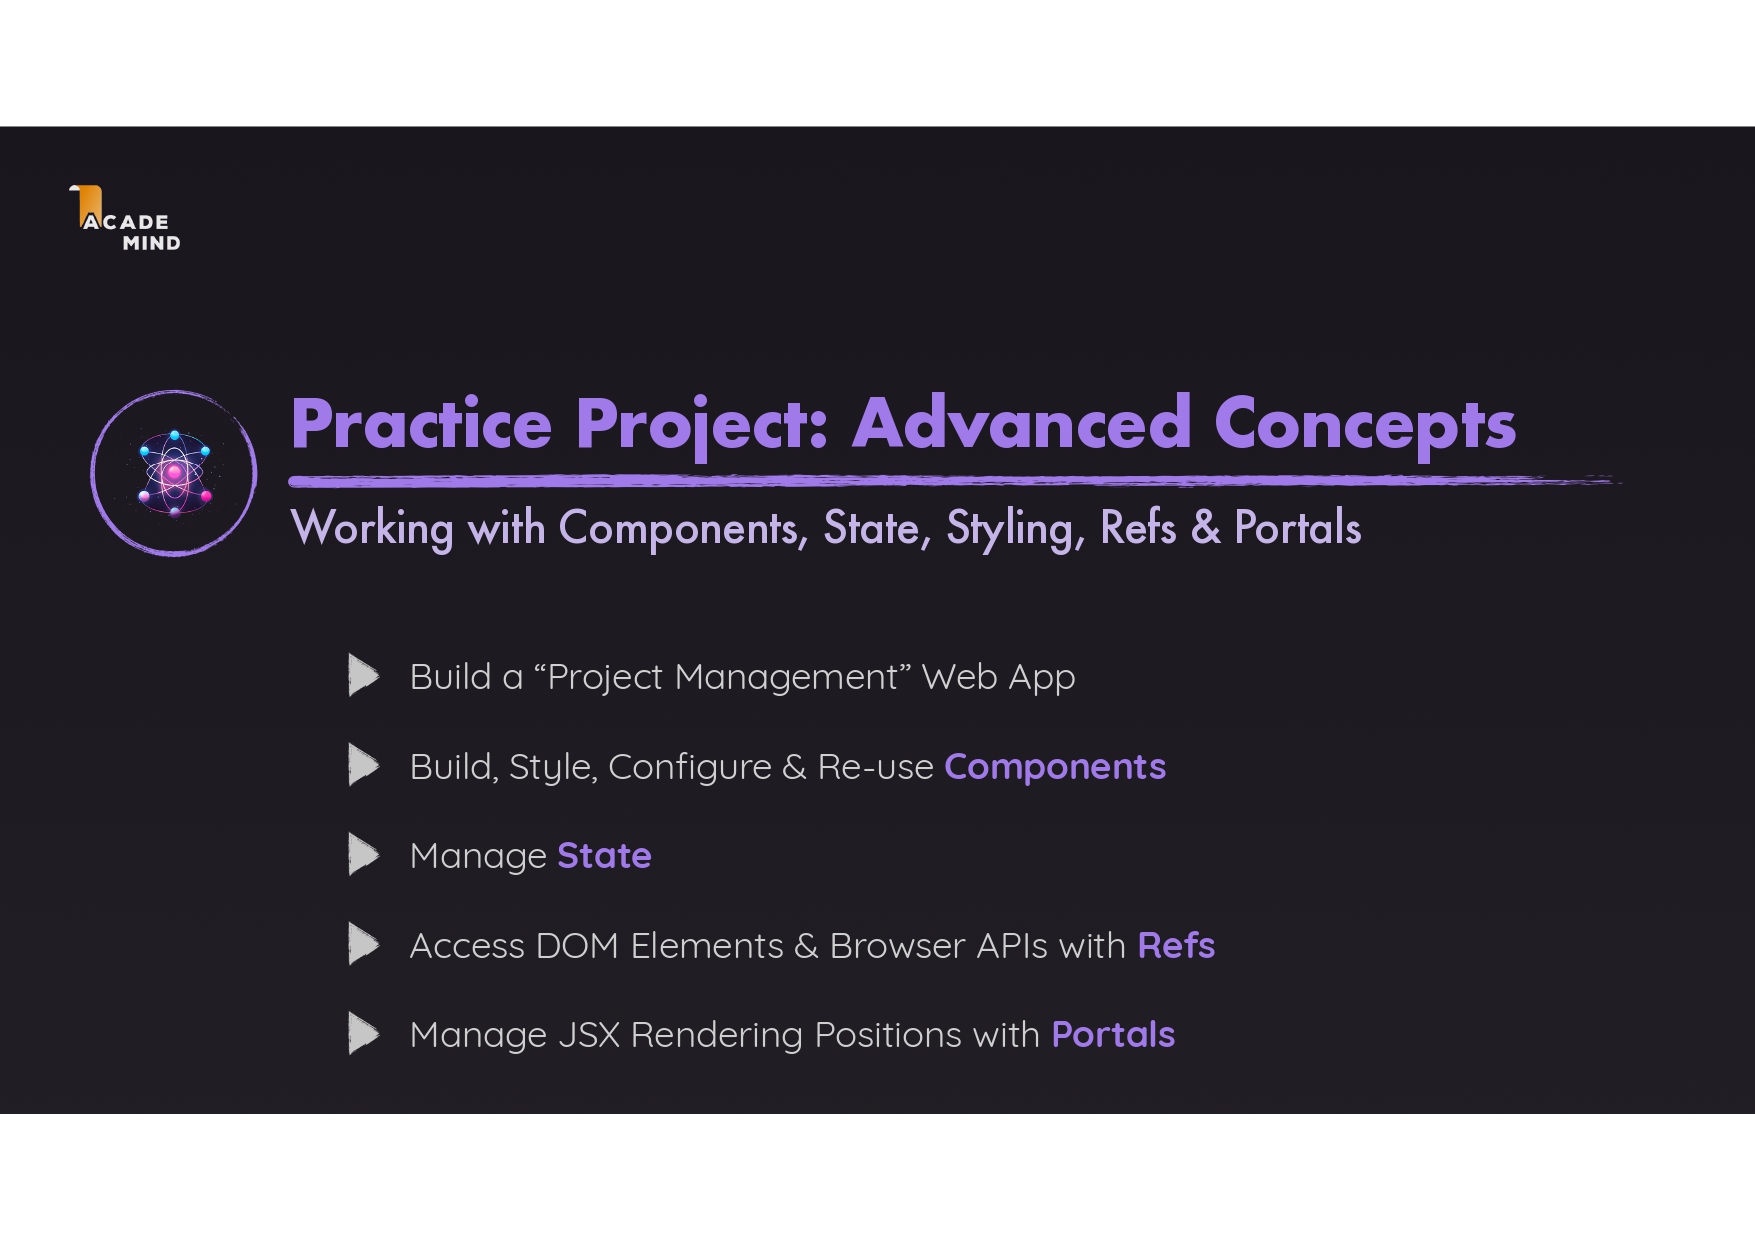 ACADE
MIND
Practice Project: Advanced Concepts
Working with Components, State, Styling, Refs & Portals
Build a “Project Management” Web App
Build, Style, Configure & Re-use Components
Manage State
Access DOM Elements & Browser APIs with Refs
Manage JSX Rendering Positions with Portals